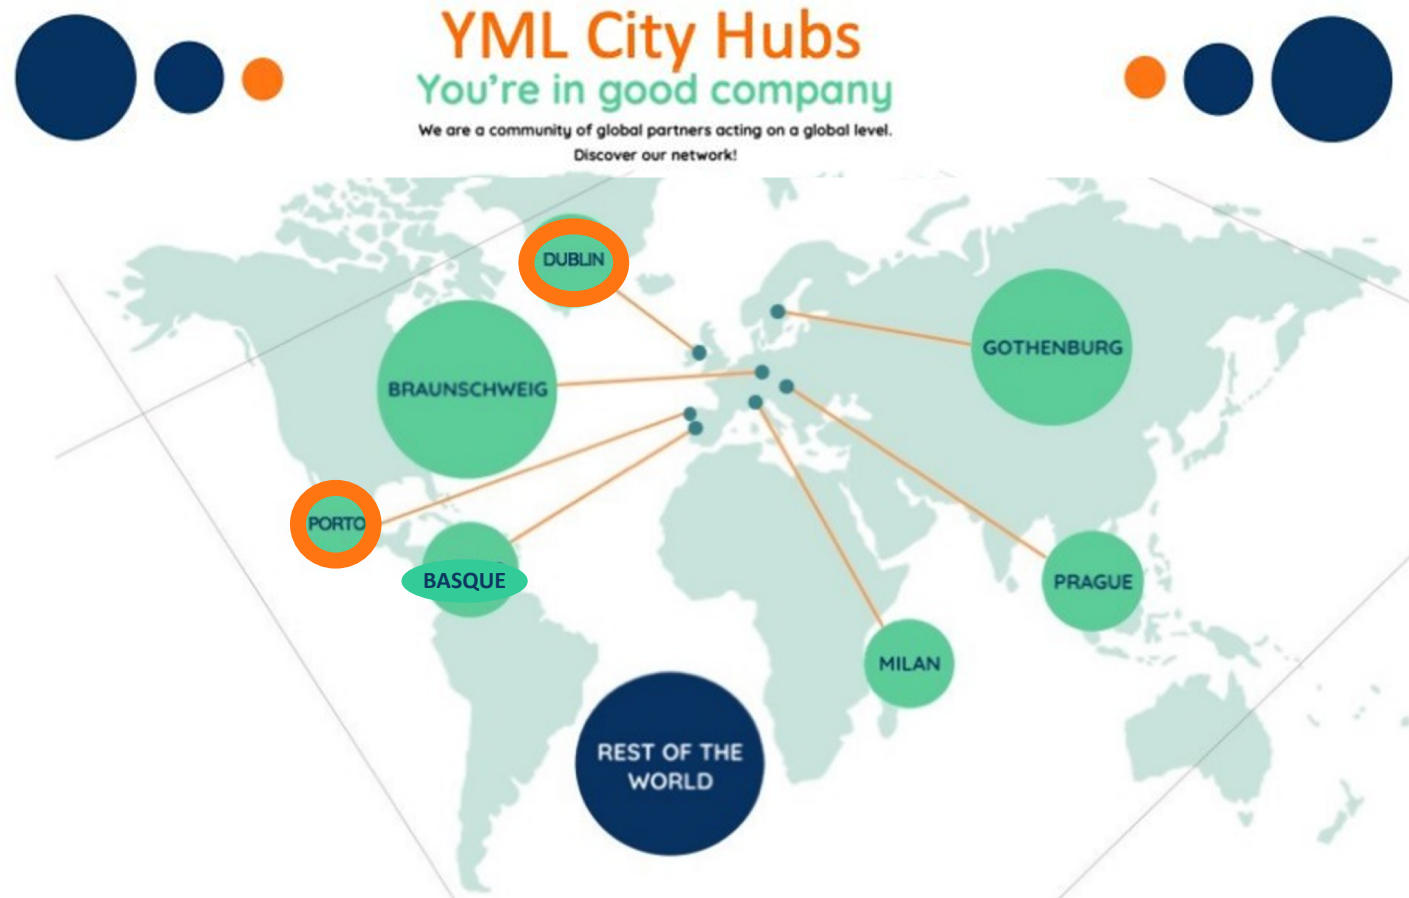 YML City Hubs
You're in good company
We are a community of global partners acting on a global level.
Discover our network!
DUBLIN
GOTHENBURG
BRAUNSCHWEIG
PORTO
BASQUE
PRAGUE
MILAN
REST OF THE
WORLD